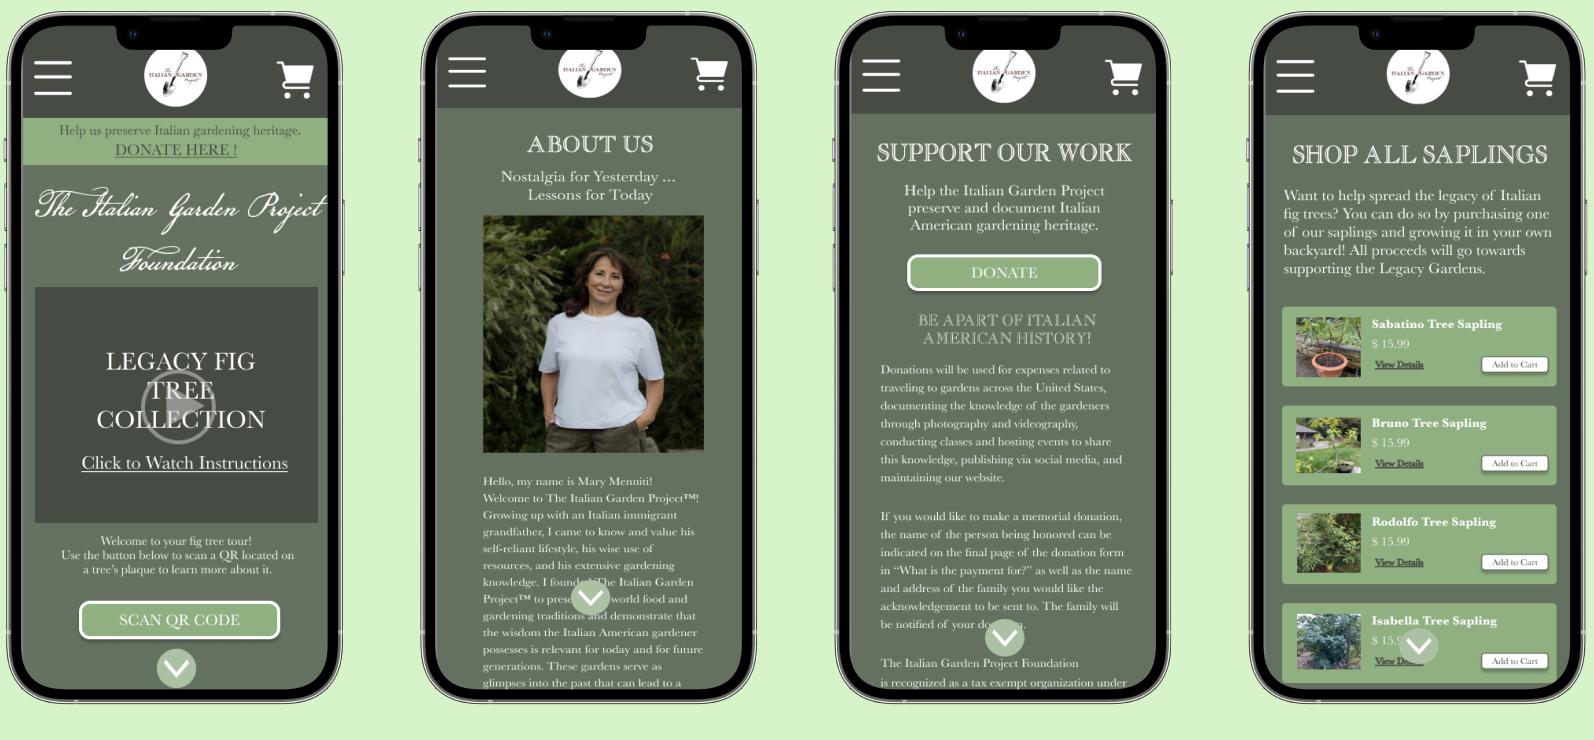 The
ITALIAN GARDEN
Project
Help us preserve Italian gardening heritage.
DONATE HERE !
The Italian Garden Project
Foundation
LEGACY FIG
TREE
COLLECTION
Click to Watch Instructions
Welcome to your fig tree tour!
Use the button below to scan a QR located on
a tree's plaque to learn more about it.
SCAN QR CODE
The
ITALIAN GARDEN
Project
ABOUT US
Nostalgia for Yesterday ...
Lessons for Today
Hello, my name is Mary Menniti!
Welcome to The Italian Garden Project™!
Growing up with an Italian immigrant
grandfather, I came to know and value his
self-reliant lifestyle, his wise use of
resources, and his extensive gardening
knowledge. I founded The Italian Garden
Project™ to world food and
gardening traditions and demonstrate that
the wisdom the Italian American gardener
possesses is relevant for today and for future
generations. These gardens serve as
glimpses into the past that can lead to a
The
ITALIAN GARDEN
Project
SUPPORT OUR WORK
Help the Italian Garden Project
preserve and document Italian
American gardening heritage.
DONATE
BE APART OF ITALIAN
AMERICAN HISTORY!
Donations will be used for expenses related to
traveling to gardens across the United States,
documenting the knowledge of the gardeners
through photography and videography,
conducting classes and hosting events to share
this knowledge, publishing via social media, and
maintaining our website.
If you would like to make a memorial donation,
the name of the person being honored can be
indicated on the final page of the donation form
in “What is the payment for?” as well as the name
and address of the family you would like the
acknowledgement to be sent to. The family will
be notified of your
The Italian Garden Project Foundation
is recognized as a tax exempt organization under
The
ITALIAN GARDEN
Project
SHOP ALL SAPLINGS
Want to help spread the legacy of Italian
fig trees? You can do so by purchasing one
of our saplings and growing it in your own
backyard! All proceeds will go towards
supporting the Legacy Gardens.
Sabatino Tree Sapling
$ 15.99
View Details
Add to Cart
Bruno Tree Sapling
$ 15.99
View Details
Add to Cart
Rodolfo Tree Sapling
$ 15.99
View Details
Add to Cart
Isabella Tree Sapling
View
Add to Cart